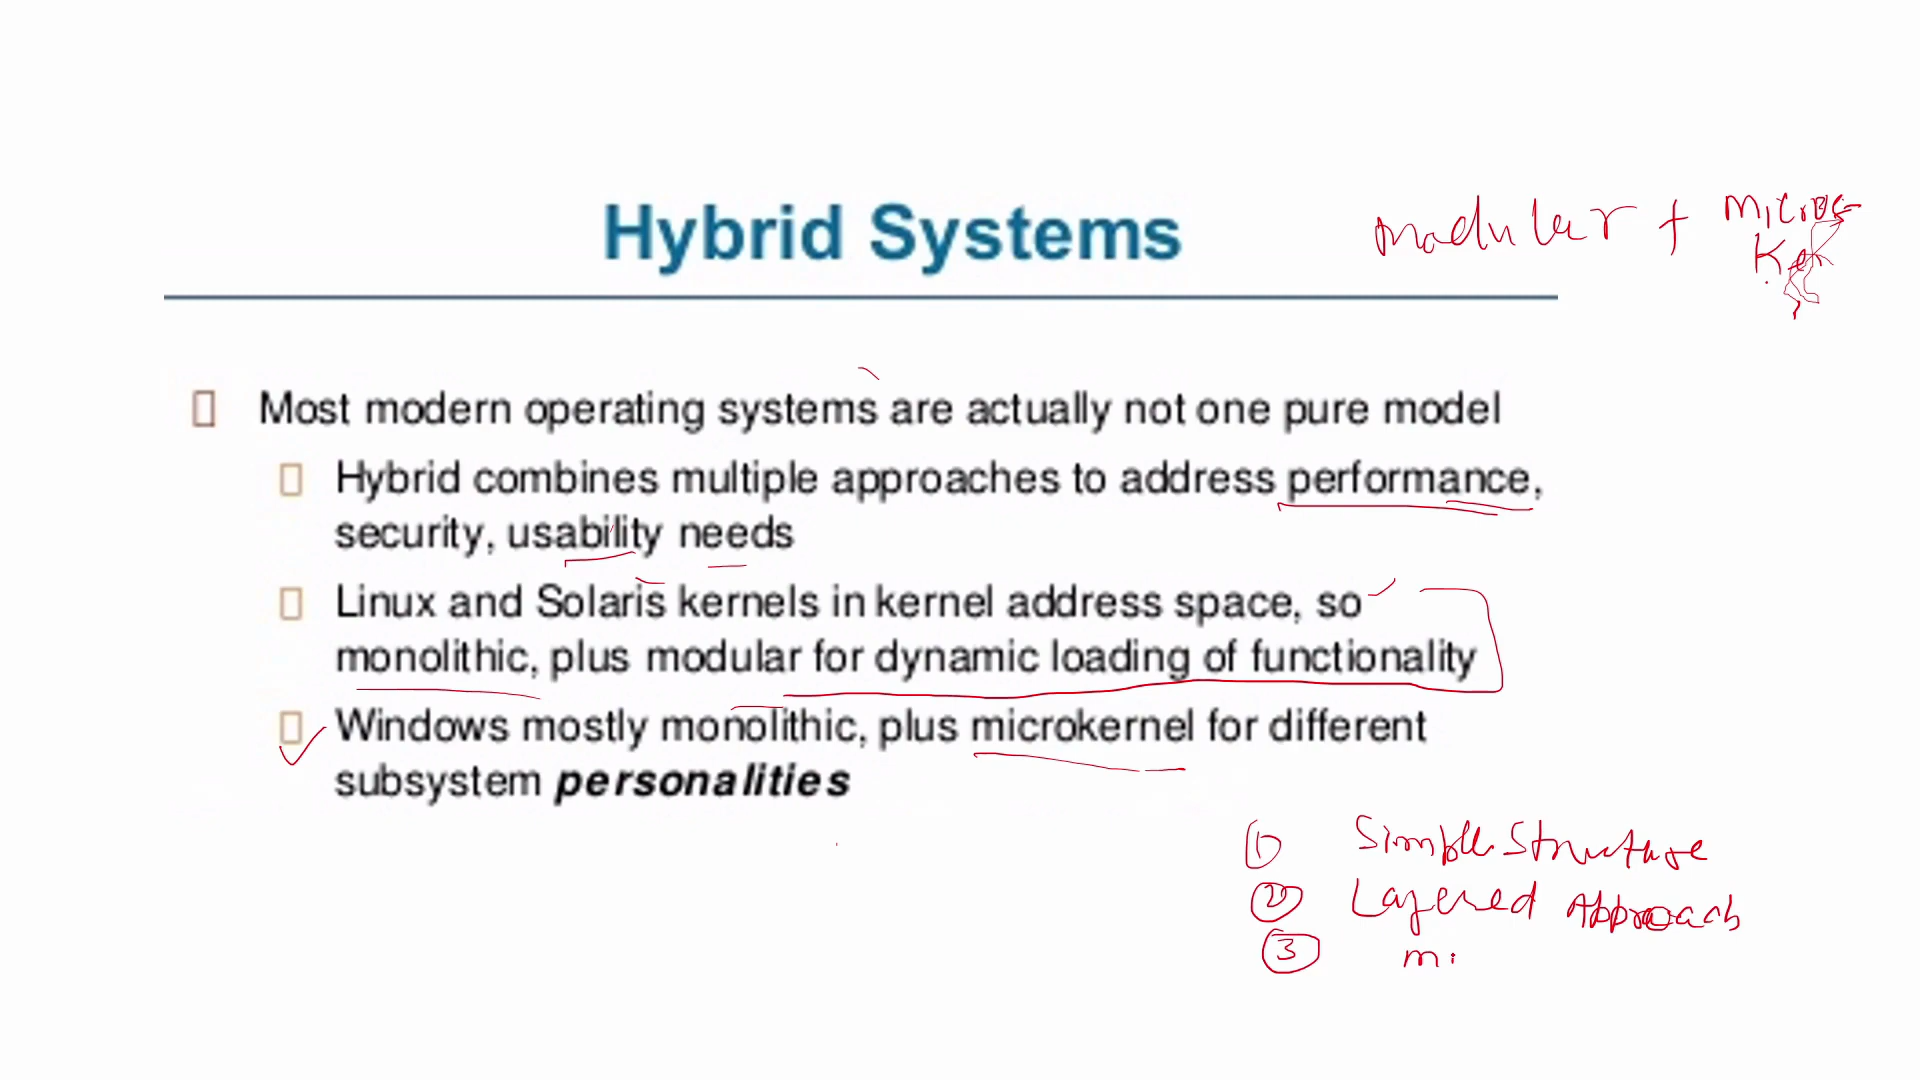 Hybrid Systems
modular + Micro
Ker
Most modern operating systems are actually not one pure model
Hybrid combines multiple approaches to address performance,
security, usability needs
Linux and Solaris kernels in kernel address space, so
monolithic, plus modular for dynamic loading of functionality
Windows mostly monolithic, plus microkernel for different
subsystem personalities
1 Simple Structure
2 Layered Approach
3 mi